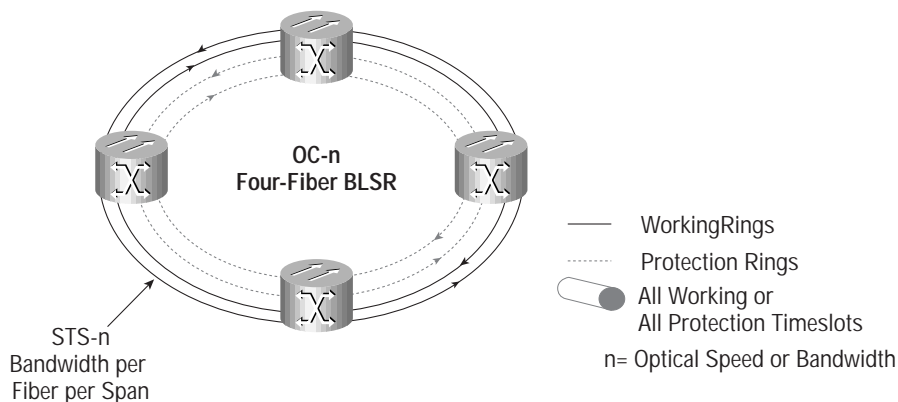 OC-n
Four-Fiber BLSR
WorkingRings
Protection Rings
All Working or
All Protection Timeslots
n= Optical Speed or Bandwidth
STS-n
Bandwidth per
Fiber per Span